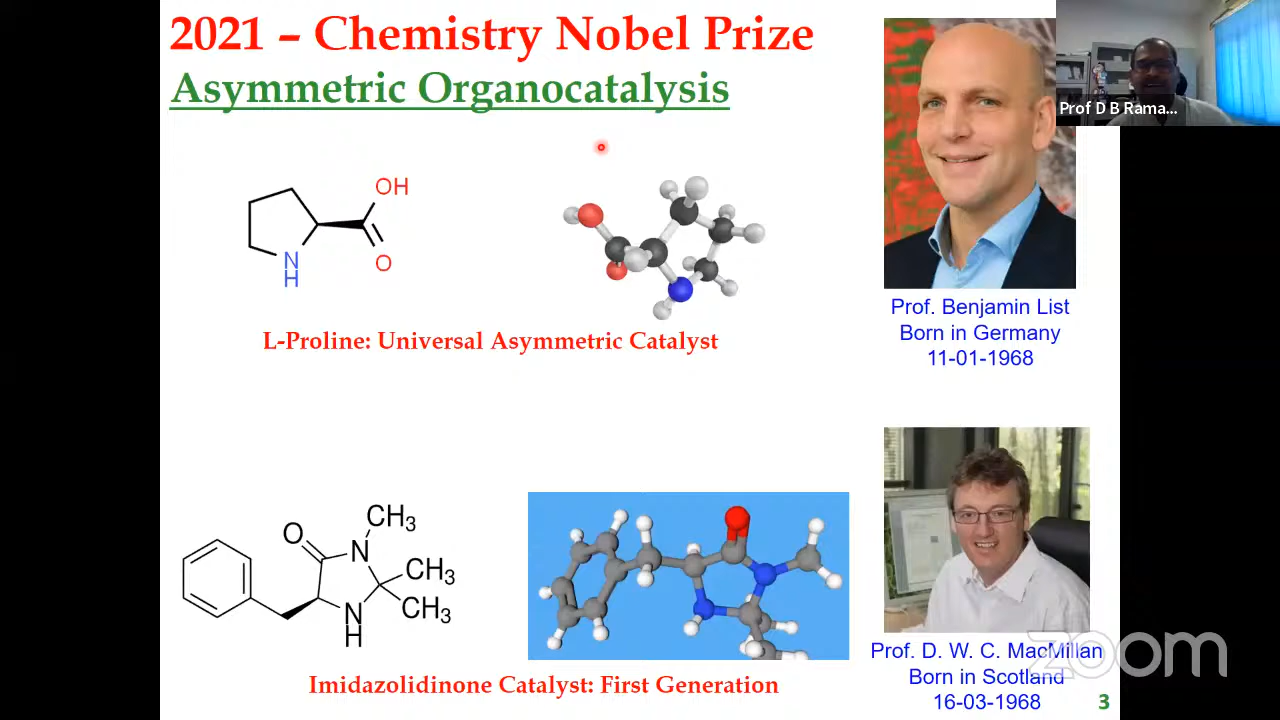 2021 – Chemistry Nobel Prize
Asymmetric Organocatalysis
Prof D B Rama...
OH
N
H
O
L-Proline: Universal Asymmetric Catalyst
Prof. Benjamin List
Born in Germany
11-01-1968
CH3
O
N
CH3
CH3
N
H
Imidazolidinone Catalyst: First Generation
Prof. D. W. C. MacMillan
Born in Scotland
16-03-1968
zoom
3